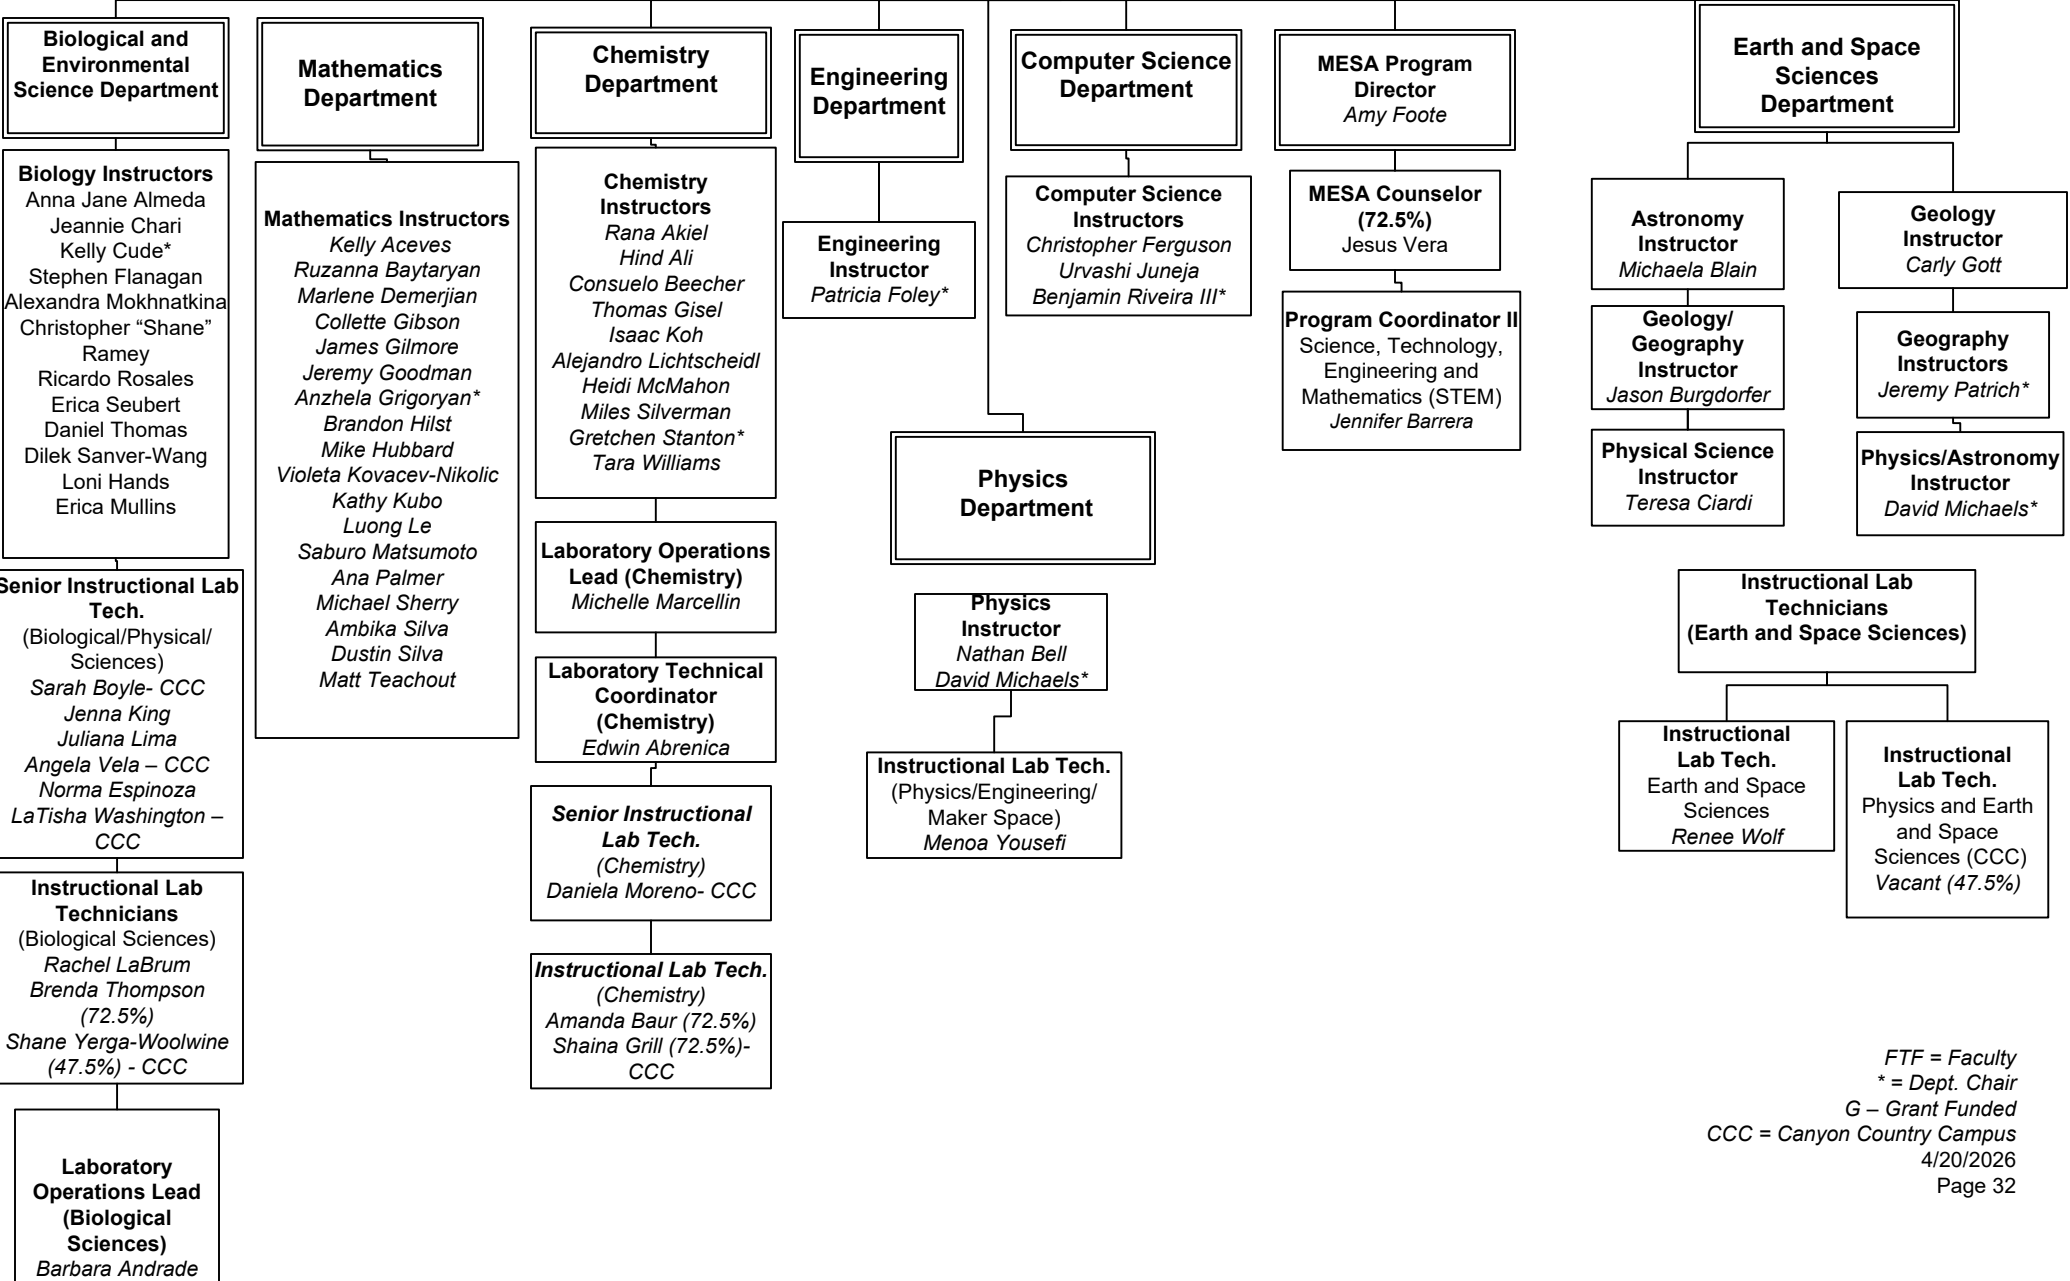 Biological and
Environmental
Science Department
Biology Instructors
Anna Jane Almeda
Jeannie Chari
Kelly Cude*
Stephen Flanagan
Alexandra Mokhnatkina
Christopher “Shane”
Ramey
Ricardo Rosales
Erica Seubert
Daniel Thomas
Dilek Sanver-Wang
Loni Hands
Erica Mullins
Senior Instructional Lab
Tech.
(Biological/Physical/
Sciences)
Sarah Boyle- CCC
Jenna King
Juliana Lima
Angela Vela – CCC
Norma Espinoza
LaTisha Washington –
CCC
Instructional Lab
Technicians
(Biological Sciences)
Rachel LaBrum
Brenda Thompson
(72.5%)
Shane Yerga-Woolwine
(47.5%) - CCC
Laboratory
Operations Lead
(Biological
Sciences)
Barbara Andrade
Mathematics
Department
Mathematics Instructors
Kelly Aceves
Ruzanna Baytaryan
Marlene Demerjian
Collette Gibson
James Gilmore
Jeremy Goodman
Anzhela Grigoryan*
Brandon Hilst
Mike Hubbard
Violeta Kovacev-Nikolic
Kathy Kubo
Luong Le
Saburo Matsumoto
Ana Palmer
Michael Sherry
Ambika Silva
Dustin Silva
Matt Teachout
Chemistry
Department
Chemistry
Instructors
Rana Akiel
Hind Ali
Consuelo Beecher
Thomas Gisel
Isaac Koh
Alejandro Lichtscheidl
Heidi McMahon
Miles Silverman
Gretchen Stanton*
Tara Williams
Laboratory Operations
Lead (Chemistry)
Michelle Marcellin
Laboratory Technical
Coordinator
(Chemistry)
Edwin Abrenica
Senior Instructional
Lab Tech.
(Chemistry)
Daniela Moreno- CCC
Instructional Lab Tech.
(Chemistry)
Amanda Baur (72.5%)
Shaina Grill (72.5%)-
CCC
Engineering
Department
Engineering
Instructor
Patricia Foley*
Physics
Department
Physics
Instructor
Nathan Bell
David Michaels*
Instructional Lab Tech.
(Physics/Engineering/
Maker Space)
Menoa Yousefi
Computer Science
Department
Computer Science
Instructors
Christopher Ferguson
Urvashi Juneja
Benjamin Riveira III*
MESA Program
Director
Amy Foote
MESA Counselor
(72.5%)
Jesus Vera
Program Coordinator II
Science, Technology,
Engineering and
Mathematics (STEM)
Jennifer Barrera
Earth and Space
Sciences
Department
Astronomy
Instructor
Michaela Blain
Geology/
Geography
Instructor
Jason Burgdorfer
Physical Science
Instructor
Teresa Ciardi
Geology
Instructor
Carly Gott
Geography
Instructors
Jeremy Patrich*
Physics/Astronomy
Instructor
David Michaels*
Instructional Lab
Technicians
(Earth and Space Sciences)
Instructional
Lab Tech.
Earth and Space
Sciences
Renee Wolf
Instructional
Lab Tech.
Physics and Earth
and Space
Sciences (CCC)
Vacant (47.5%)
FTF = Faculty
* = Dept. Chair
G – Grant Funded
CCC = Canyon Country Campus
4/20/2026
Page 32